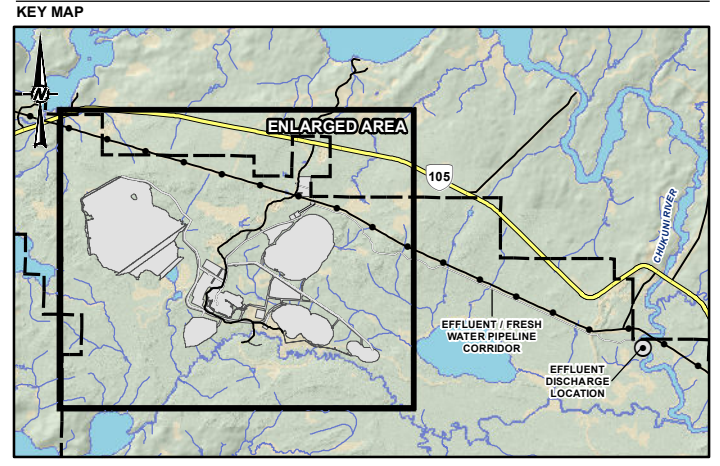 KEY MAP
N
ENLARGED AREA
105
CHUKUNI RIVER
EFFLUENT / FRESH
WATER PIPELINE
CORRIDOR
EFFLUENT
DISCHARGE
LOCATION